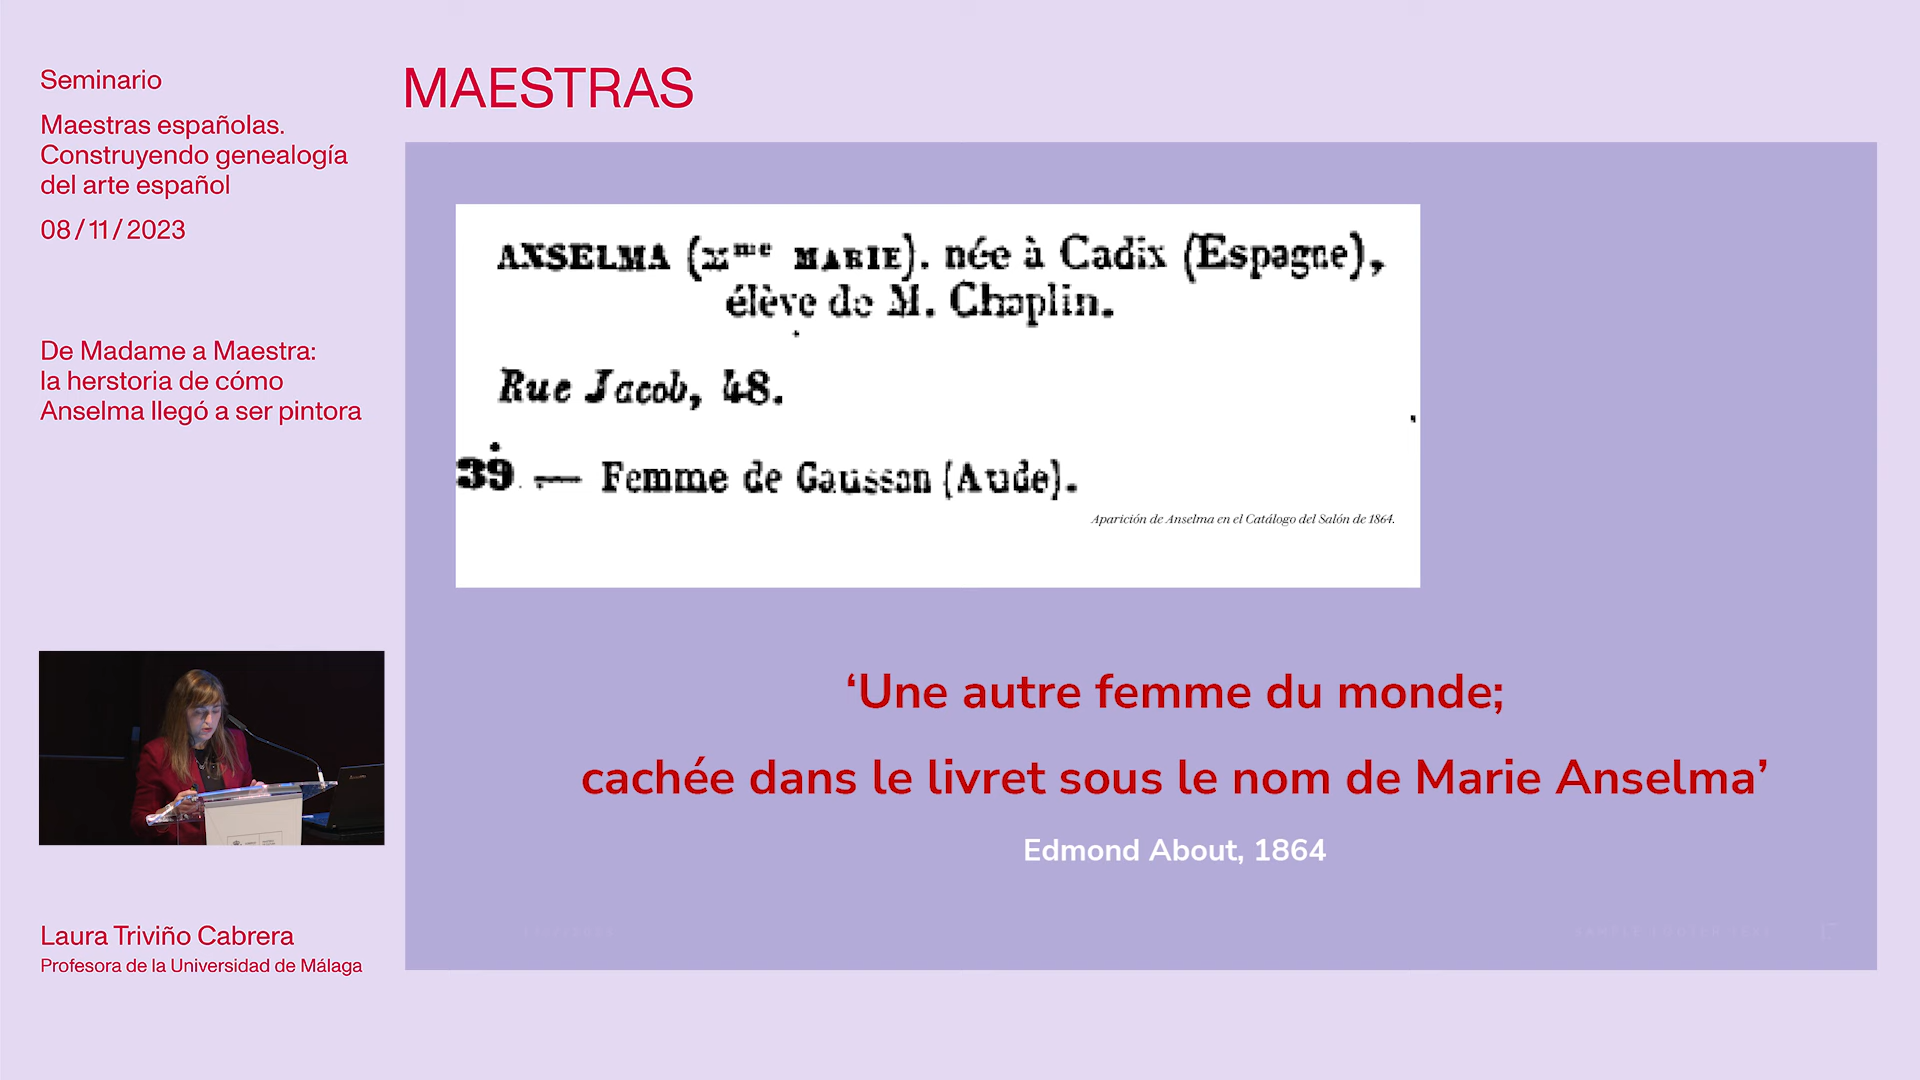 Seminario
Maestras españolas.
Construyendo genealogía
del arte español
08/11/2023
De Madame a Maestra:
la herstoria de cómo
Anselma llegó a ser pintora
Laura Triviño Cabrera
Profesora de la Universidad de Málaga
MAESTRAS
ANSELMA (Mme MARIE). née à Cadix (Espagne),
élève de M. Chaplin.
Rue Jacob, 48.
39. — Femme de Gaussan (Aude).
Aparición de Anselma en el Catálogo del Salón de 1864.
‘Une autre femme du monde;
cachée dans le livret sous le nom de Marie Anselma’
Edmond About, 1864